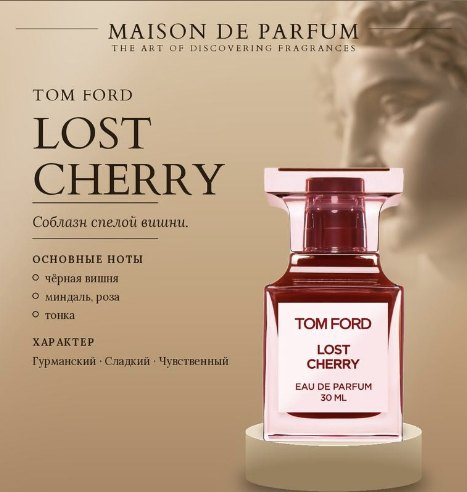 MAISON DE PARFUM
THE ART OF DISCOVERING FRAGRANCES
TOM FORD
LOST
CHERRY
Соблазн спелой вишни.
ОСНОВНЫЕ НОТЫ
чёрная вишня
миндаль, роза
тонка
ХАРАКТЕР
Гурманский · Сладкий · Чувственный
TOM FORD
LOST
CHERRY
EAU DE PARFUM
30 ML